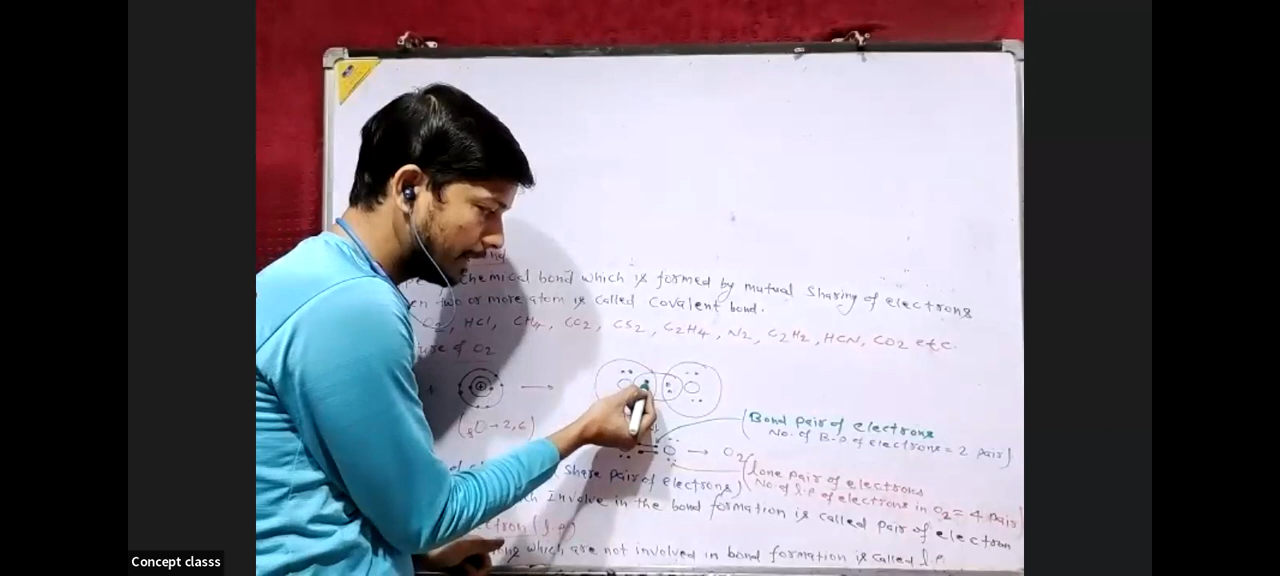 Chemical bond which is formed by mutual sharing of electrons
two or more atom is called Covalent bond.
O2, HCl, CH4, CO2, CS2, C2H4, N2, C2H2, HCN, CO2 etc.
of O2
+ →
(8O→2,6)
(Bond pair of electrons
No. of B.p of electrons = 2 pair)
O → O2
(lone pair of electrons
No. of l.p of electrons in O2 = 4 pair)
(Share pair of electrons)
Involve in the bond formation is called pair of electron
(l.p)
which are not involved in bond formation is called l.p.
Concept classs